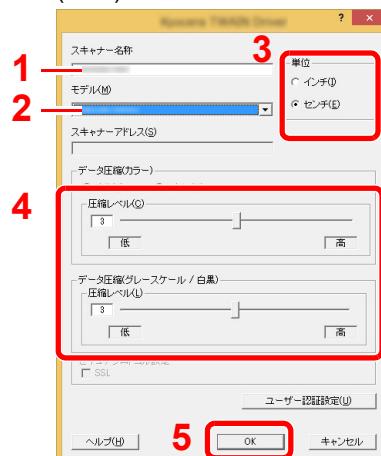 Kyocera TWAIN Driver
? ×
スキャナー名称
3
1
単位
インチ(I)
モデル(M)
2
センチ(E)
スキャナーアドレス(S)
データ圧縮(カラー)
4
圧縮レベル(C)
3
低 高
データ圧縮(グレースケール / 白黒)
圧縮レベル(L)
3
低 高
SSL
ユーザー認証設定(U)
ヘルプ(H)
5
OK
キャンセル